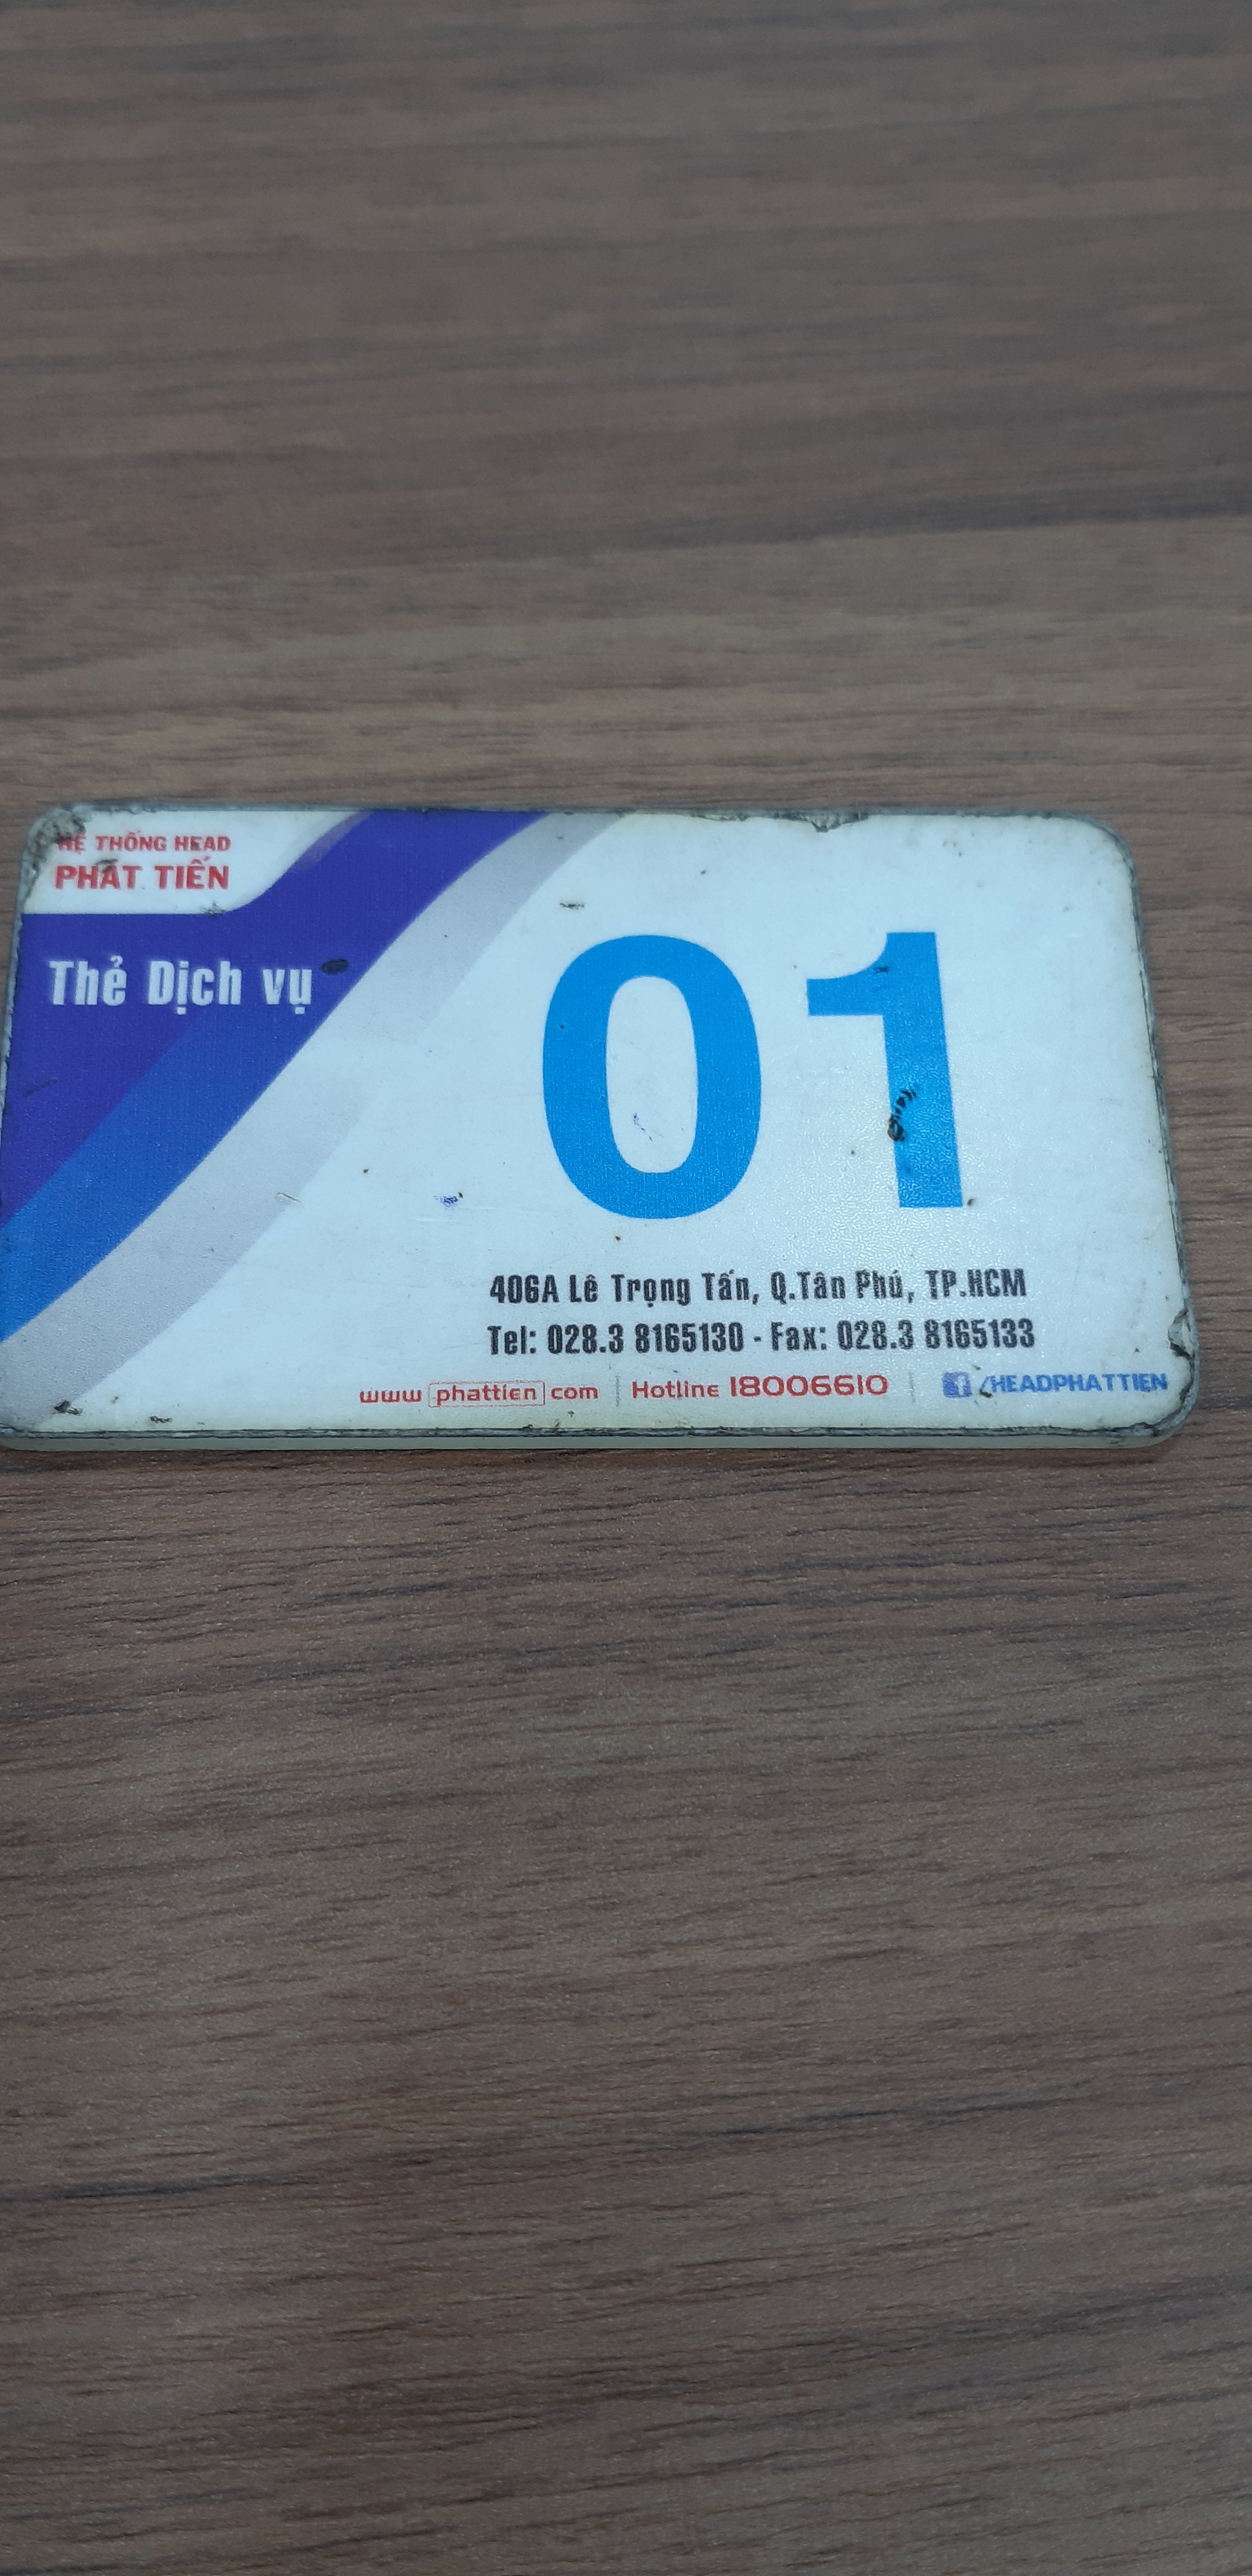 HỆ THỐNG HEAD
PHÁT TIẾN
Thẻ Dịch vụ
01
406A Lê Trọng Tấn, Q.Tân Phú, TP.HCM
Tel: 028.3 8165130 - Fax: 028.3 8165133
www phattien com | Hotline 18006610 | f /HEADPHATTIEN